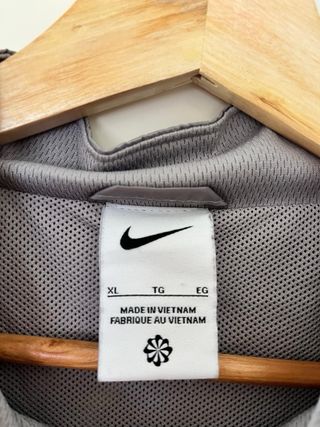 XL TG EG
MADE IN VIETNAM
FABRIQUE AU VIETNAM